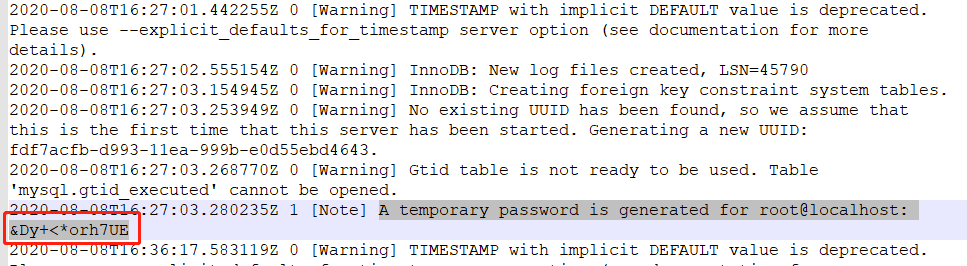 2020-08-08T16:27:01.442255Z 0 [Warning] TIMESTAMP with implicit DEFAULT value is deprecated.
Please use --explicit_defaults_for_timestamp server option (see documentation for more
details).
2020-08-08T16:27:02.555154Z 0 [Warning] InnoDB: New log files created, LSN=45790
2020-08-08T16:27:03.154945Z 0 [Warning] InnoDB: Creating foreign key constraint system tables.
2020-08-08T16:27:03.253949Z 0 [Warning] No existing UUID has been found, so we assume that
this is the first time that this server has been started. Generating a new UUID:
fdf7acfb-d993-11ea-999b-e0d55ebd4643.
2020-08-08T16:27:03.268770Z 0 [Warning] Gtid table is not ready to be used. Table
'mysql.gtid_executed' cannot be opened.
2020-08-08T16:27:03.280235Z 1 [Note] A temporary password is generated for root@localhost:
&Dy+<*orh7UE
2020-08-08T16:36:17.583119Z 0 [Warning] TIMESTAMP with implicit DEFAULT value is deprecated.